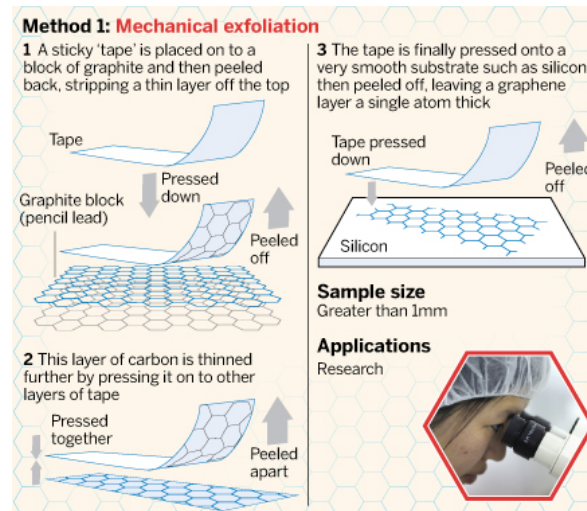 Method 1: Mechanical exfoliation
1 A sticky 'tape' is placed on to a
block of graphite and then peeled
back, stripping a thin layer off the top
Tape
Pressed
down
Graphite block
(pencil lead)
Peeled
off
2 This layer of carbon is thinned
further by pressing it on to other
layers of tape
Pressed
together
Peeled
apart
3 The tape is finally pressed onto a
very smooth substrate such as silicon
then peeled off, leaving a graphene
layer a single atom thick
Tape pressed
down
Peeled
off
Silicon
Sample size
Greater than 1mm
Applications
Research